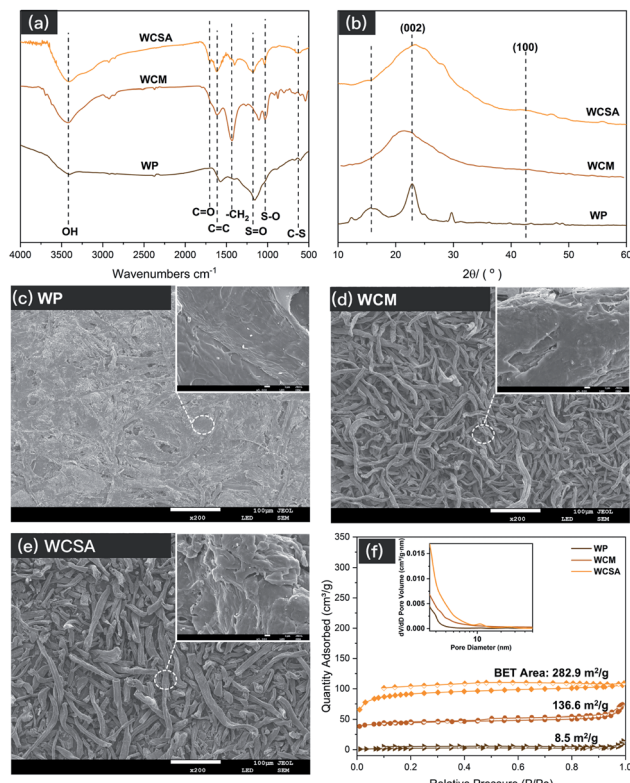 (a)
WCSA
WCM
WP
C=O
-CH₂
S-O
OH
C=C
S=O
C-S
4000 3500 3000 2500 2000 1500 1000 500
Wavenumbers cm⁻¹
(b)
(002)
(100)
WCSA
WCM
WP
10 20 30 40 50 60
2θ/ ( ° )
(c) WP
100μm JEOL
x200 LED SEM
(d) WCM
100μm JEOL
x200 LED SEM
(e) WCSA
100μm JEOL
x200 LED SEM
(f)
WP
WCM
WCSA
dV/dD Pore Volume (cm³/g·nm)
0.015
0.010
0.005
0.000
10
Pore Diameter (nm)
Quantity Adsorbed (cm³/g)
350
300
250
200
150
100
50
0
BET Area: 282.9 m²/g
136.6 m²/g
8.5 m²/g
0.0 0.2 0.4 0.6 0.8 1.0
Relative Pressure (P/Po)